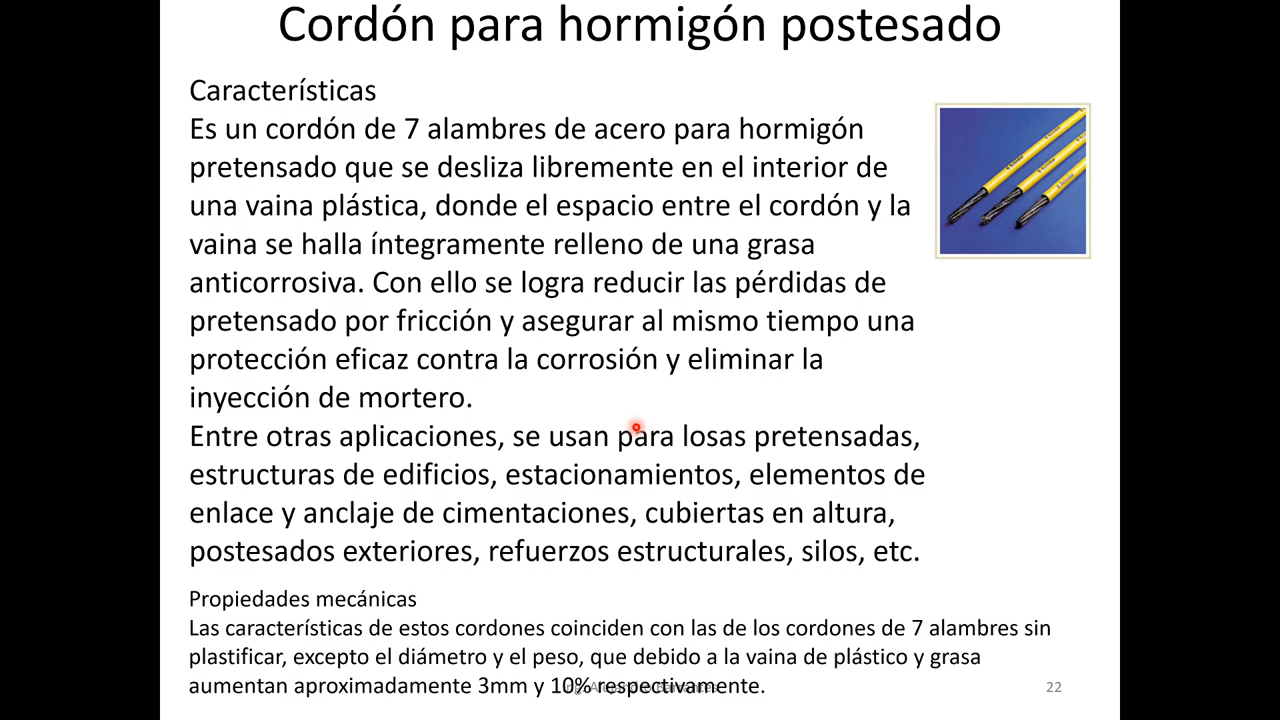 Cordón para hormigón postesado
Características
Es un cordón de 7 alambres de acero para hormigón
pretensado que se desliza libremente en el interior de
una vaina plástica, donde el espacio entre el cordón y la
vaina se halla íntegramente relleno de una grasa
anticorrosiva. Con ello se logra reducir las pérdidas de
pretensado por fricción y asegurar al mismo tiempo una
protección eficaz contra la corrosión y eliminar la
inyección de mortero.
Entre otras aplicaciones, se usan para losas pretensadas,
estructuras de edificios, estacionamientos, elementos de
enlace y anclaje de cimentaciones, cubiertas en altura,
postesados exteriores, refuerzos estructurales, silos, etc.
Propiedades mecánicas
Las características de estos cordones coinciden con las de los cordones de 7 alambres sin
plastificar, excepto el diámetro y el peso, que debido a la vaina de plástico y grasa
aumentan aproximadamente 3mm y 10% respectivamente.
22